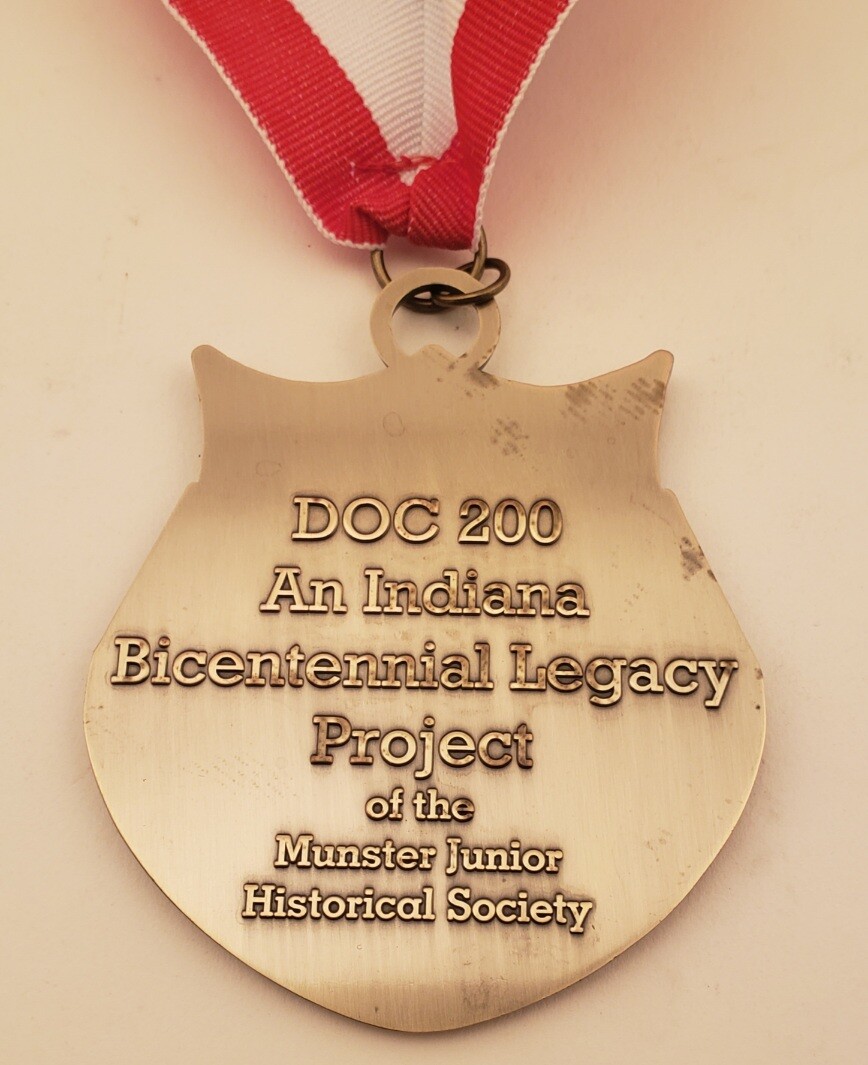 DOC 200
An Indiana
Bicentennial Legacy
Project
of the
Munster Junior
Historical Society